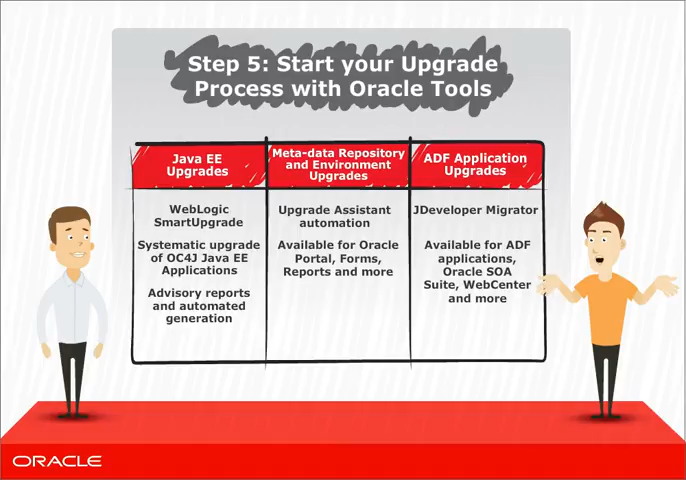 Step 5: Start your Upgrade
Process with Oracle Tools
Java EE
Upgrades
WebLogic
SmartUpgrade
Systematic upgrade
of OC4J Java EE
Applications
Advisory reports
and automated
generation
Meta-data Repository
and Environment
Upgrades
Upgrade Assistant
automation
Available for Oracle
Portal, Forms,
Reports and more
ADF Application
Upgrades
JDeveloper Migrator
Available for ADF
applications,
Oracle SOA
Suite, WebCenter
and more
ORACLE